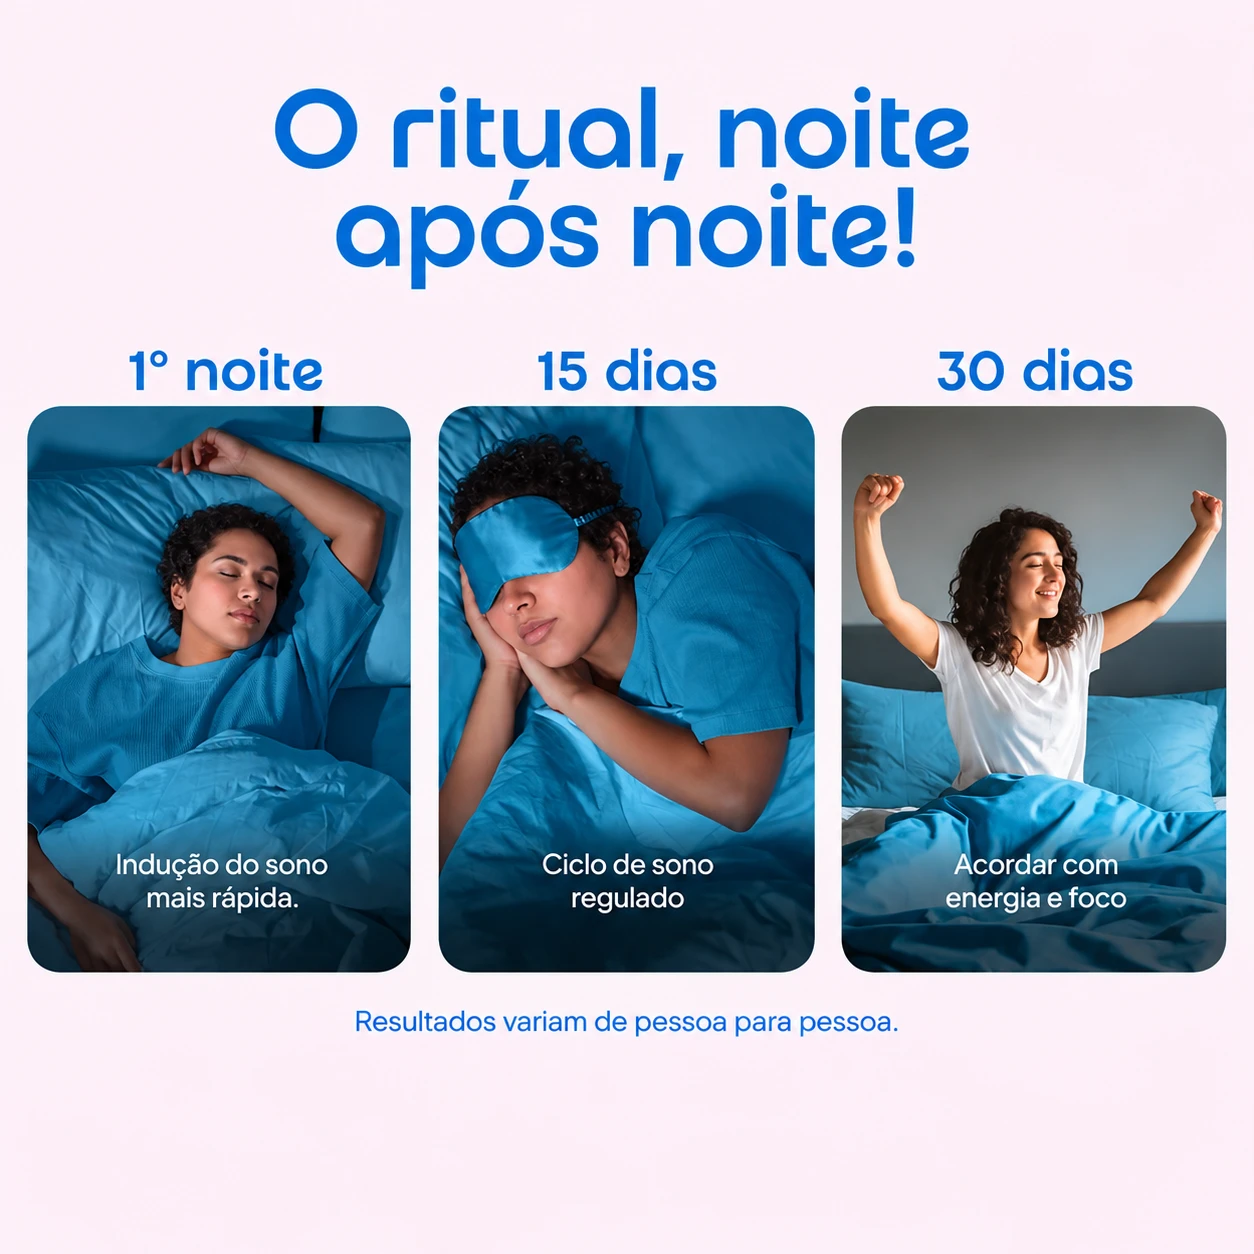 O ritual, noite
após noite!
1° noite
15 dias
30 dias
Indução do sono
mais rápida.
Ciclo de sono
regulado
Acordar com
energia e foco
Resultados variam de pessoa para pessoa.